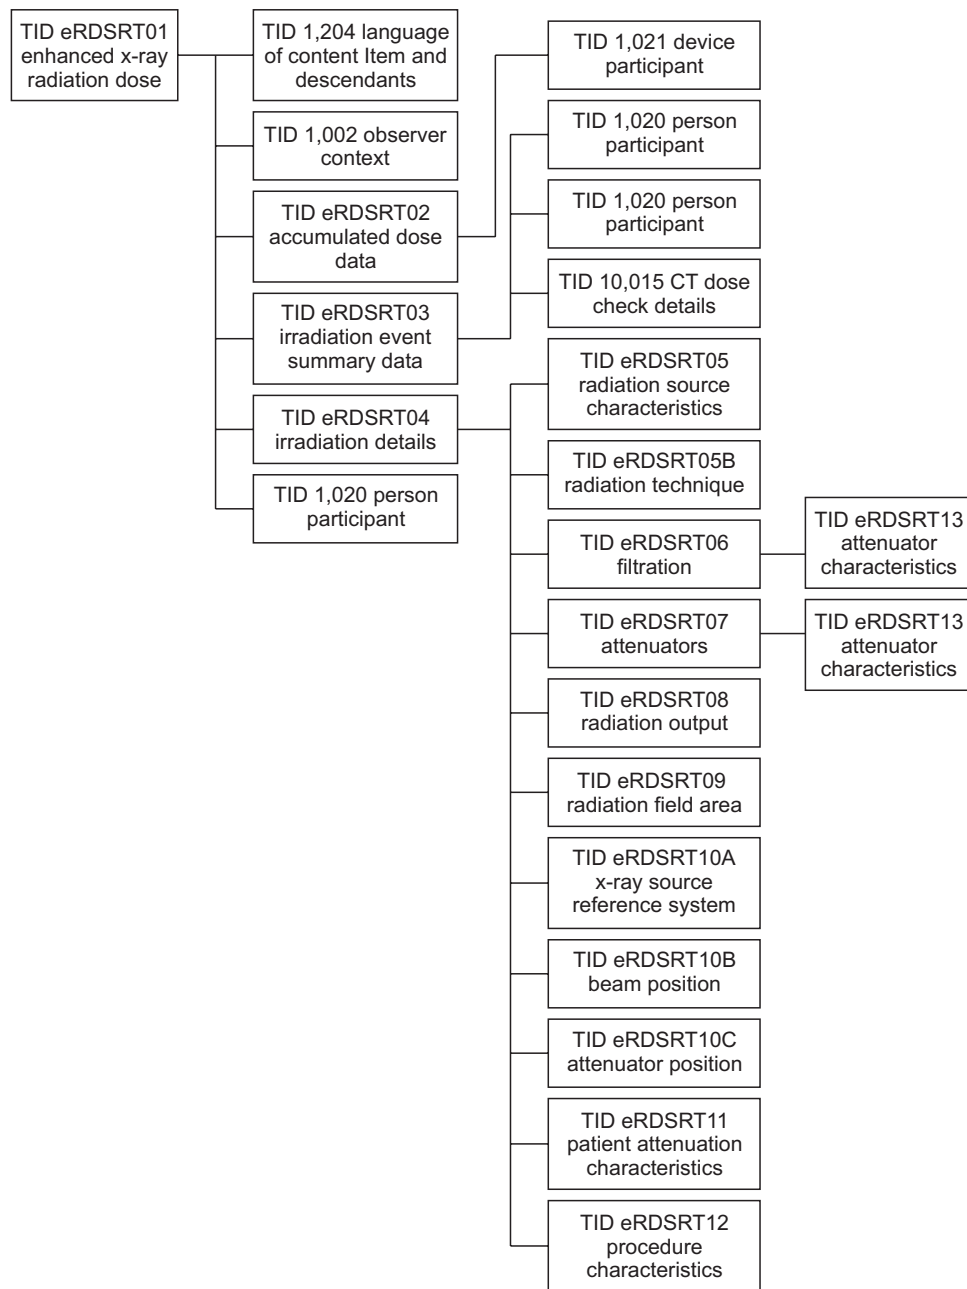 TID eRDSRT01
enhanced x-ray
radiation dose
TID 1,204 language
of content Item and
descendants
TID 1,002 observer
context
TID eRDSRT02
accumulated dose
data
TID eRDSRT03
irradiation event
summary data
TID eRDSRT04
irradiation details
TID 1,020 person
participant
TID 1,021 device
participant
TID 1,020 person
participant
TID 1,020 person
participant
TID 10,015 CT dose
check details
TID eRDSRT05
radiation source
characteristics
TID eRDSRT05B
radiation technique
TID eRDSRT06
filtration
TID eRDSRT07
attenuators
TID eRDSRT08
radiation output
TID eRDSRT09
radiation field area
TID eRDSRT10A
x-ray source
reference system
TID eRDSRT10B
beam position
TID eRDSRT10C
attenuator position
TID eRDSRT11
patient attenuation
characteristics
TID eRDSRT12
procedure
characteristics
TID eRDSRT13
attenuator
characteristics
TID eRDSRT13
attenuator
characteristics